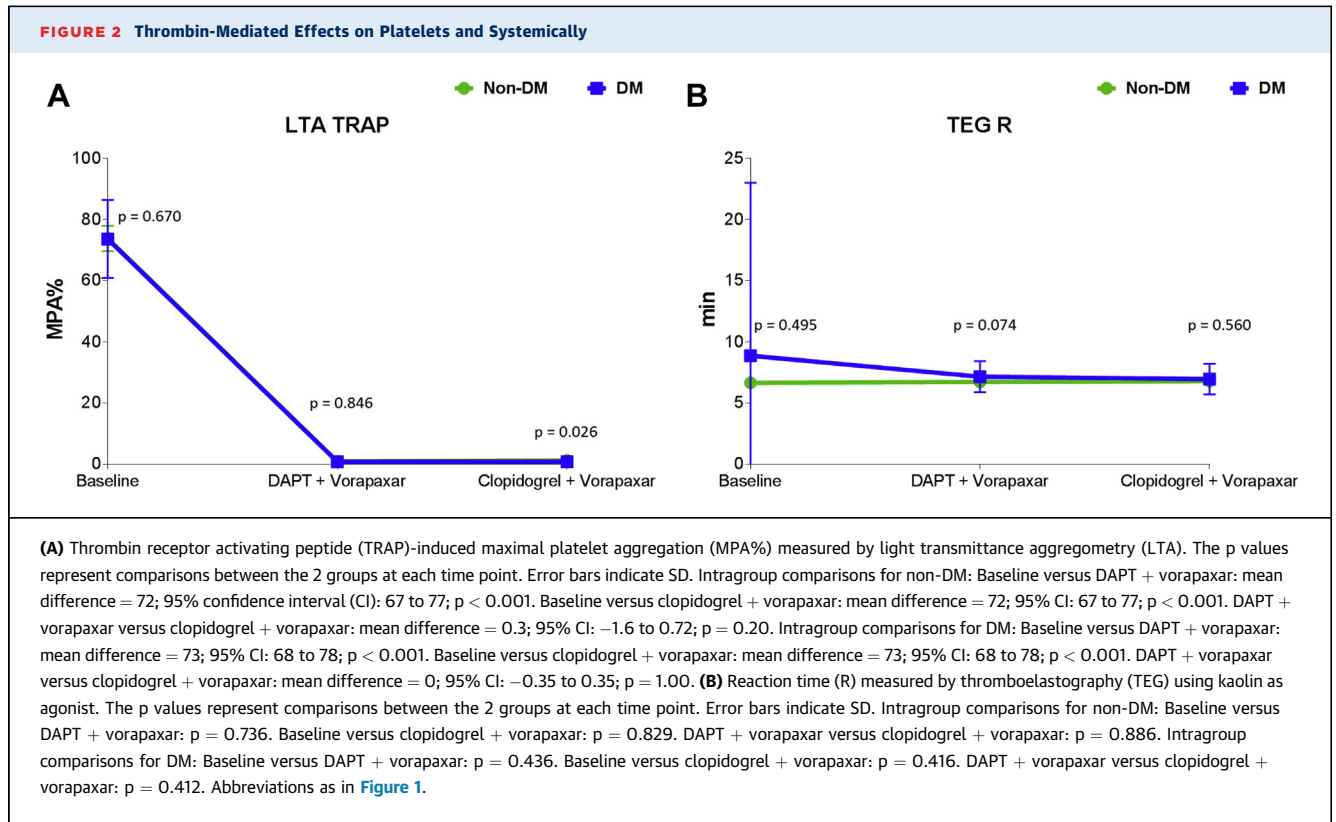 FIGURE 2 Thrombin-Mediated Effects on Platelets and Systemically
A
Non-DM DM
LTA TRAP
MPA%
100
80
60
40
20
0
p = 0.670
p = 0.846
p = 0.026
Baseline DAPT + Vorapaxar Clopidogrel + Vorapaxar
B
Non-DM DM
TEG R
min
25
20
15
10
5
0
p = 0.495
p = 0.074
p = 0.560
Baseline DAPT + Vorapaxar Clopidogrel + Vorapaxar
(A) Thrombin receptor activating peptide (TRAP)-induced maximal platelet aggregation (MPA%) measured by light transmittance aggregometry (LTA). The p values
represent comparisons between the 2 groups at each time point. Error bars indicate SD. Intragroup comparisons for non-DM: Baseline versus DAPT + vorapaxar: mean
difference = 72; 95% confidence interval (CI): 67 to 77; p < 0.001. Baseline versus clopidogrel + vorapaxar: mean difference = 72; 95% CI: 67 to 77; p < 0.001. DAPT +
vorapaxar versus clopidogrel + vorapaxar: mean difference = 0.3; 95% CI: −1.6 to 0.72; p = 0.20. Intragroup comparisons for DM: Baseline versus DAPT + vorapaxar:
mean difference = 73; 95% CI: 68 to 78; p < 0.001. Baseline versus clopidogrel + vorapaxar: mean difference = 73; 95% CI: 68 to 78; p < 0.001. DAPT + vorapaxar
versus clopidogrel + vorapaxar: mean difference = 0; 95% CI: −0.35 to 0.35; p = 1.00. (B) Reaction time (R) measured by thromboelastography (TEG) using kaolin as
agonist. The p values represent comparisons between the 2 groups at each time point. Error bars indicate SD. Intragroup comparisons for non-DM: Baseline versus
DAPT + vorapaxar: p = 0.736. Baseline versus clopidogrel + vorapaxar: p = 0.829. DAPT + vorapaxar versus clopidogrel + vorapaxar: p = 0.886. Intragroup
comparisons for DM: Baseline versus DAPT + vorapaxar: p = 0.436. Baseline versus clopidogrel + vorapaxar: p = 0.416. DAPT + vorapaxar versus clopidogrel +
vorapaxar: p = 0.412. Abbreviations as in Figure 1.